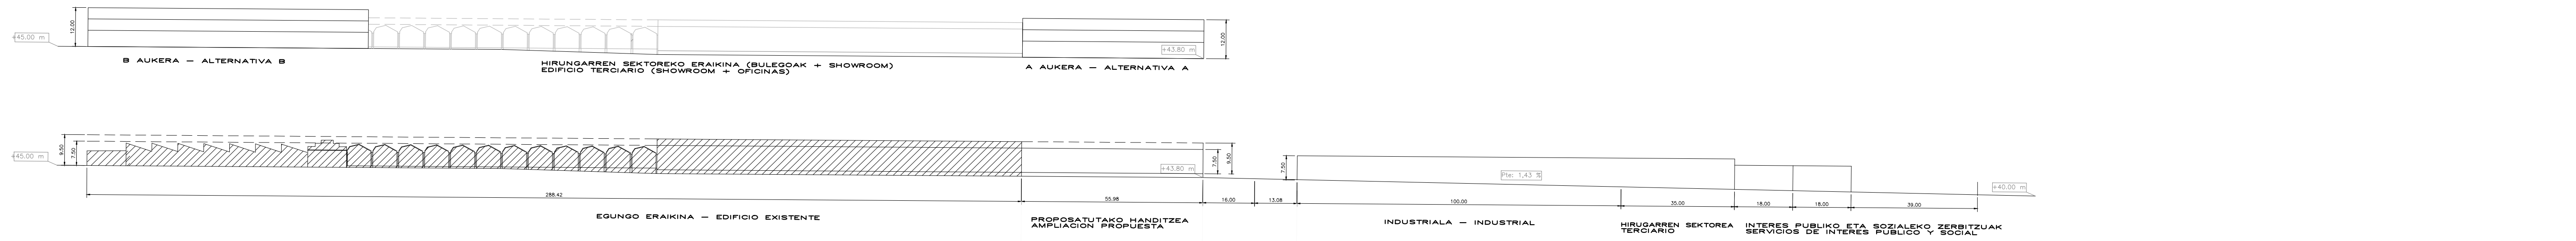 12.00
+45.00 m
+43.80 m
12.00
B AUKERA — ALTERNATIVA B
HIRUNGARREN SEKTOREKO ERAIKINA (BULEGOAK + SHOWROOM)
EDIFICIO TERCIARIO (SHOWROOM + OFICINAS)
A AUKERA — ALTERNATIVA A
9.50
7.50
+45.00 m
+43.80 m
7.50
9.50
7.50
Pte: 1,43 %
+40.00 m
288.42
55.98
16.00
13.08
100.00
35.00
18.00
18.00
39.00
EGUNGO ERAIKINA — EDIFICIO EXISTENTE
PROPOSATUTAKO HANDITZEA
AMPLIACION PROPUESTA
INDUSTRIALA — INDUSTRIAL
HIRUGARREN SEKTOREA
TERCIARIO
INTERES PUBLIKO ETA SOZIALEKO ZERBITZUAK
SERVICIOS DE INTERES PUBLICO Y SOCIAL